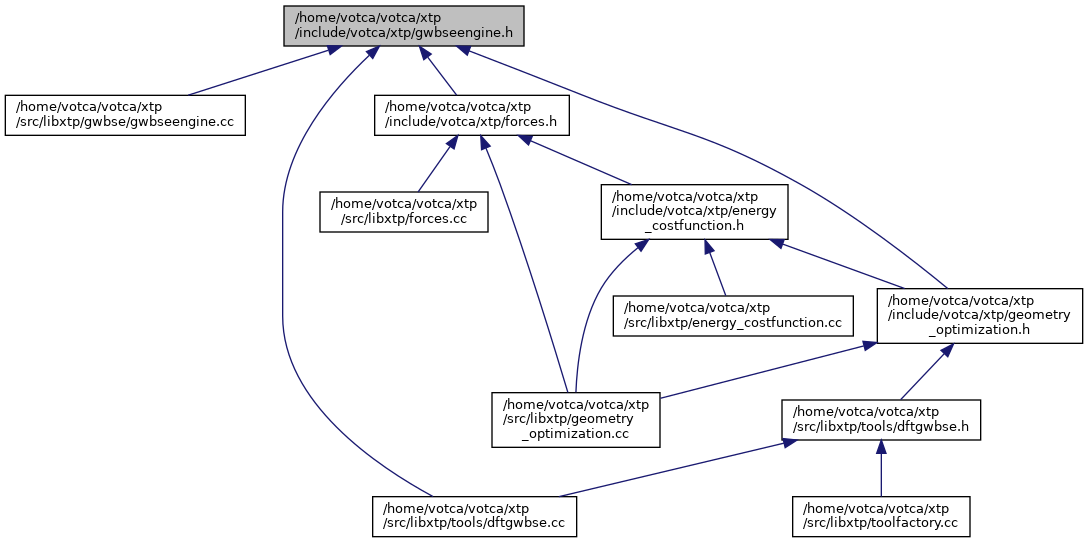 /home/votca/votca/xtp
/include/votca/xtp/gwbseengine.h
/home/votca/votca/xtp
/src/libxtp/gwbse/gwbseengine.cc
/home/votca/votca/xtp
/include/votca/xtp/forces.h
/home/votca/votca/xtp
/src/libxtp/forces.cc
/home/votca/votca/xtp
/include/votca/xtp/energy
_costfunction.h
/home/votca/votca/xtp
/src/libxtp/energy_costfunction.cc
/home/votca/votca/xtp
/include/votca/xtp/geometry
_optimization.h
/home/votca/votca/xtp
/src/libxtp/geometry
_optimization.cc
/home/votca/votca/xtp
/src/libxtp/tools/dftgwbse.h
/home/votca/votca/xtp
/src/libxtp/tools/dftgwbse.cc
/home/votca/votca/xtp
/src/libxtp/toolfactory.cc